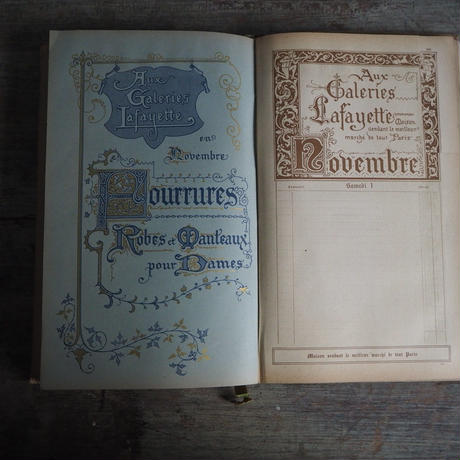 Aux
Galeries
Lafayette
en
Novembre
Fourrures
Robes et Manteaux
pour Dames
Aux
Galeries
Lafayette
Maison
vendant le meilleur
marché de tout Paris
Novembre
Samedi 1
Maison vendant le meilleur marché de tout Paris